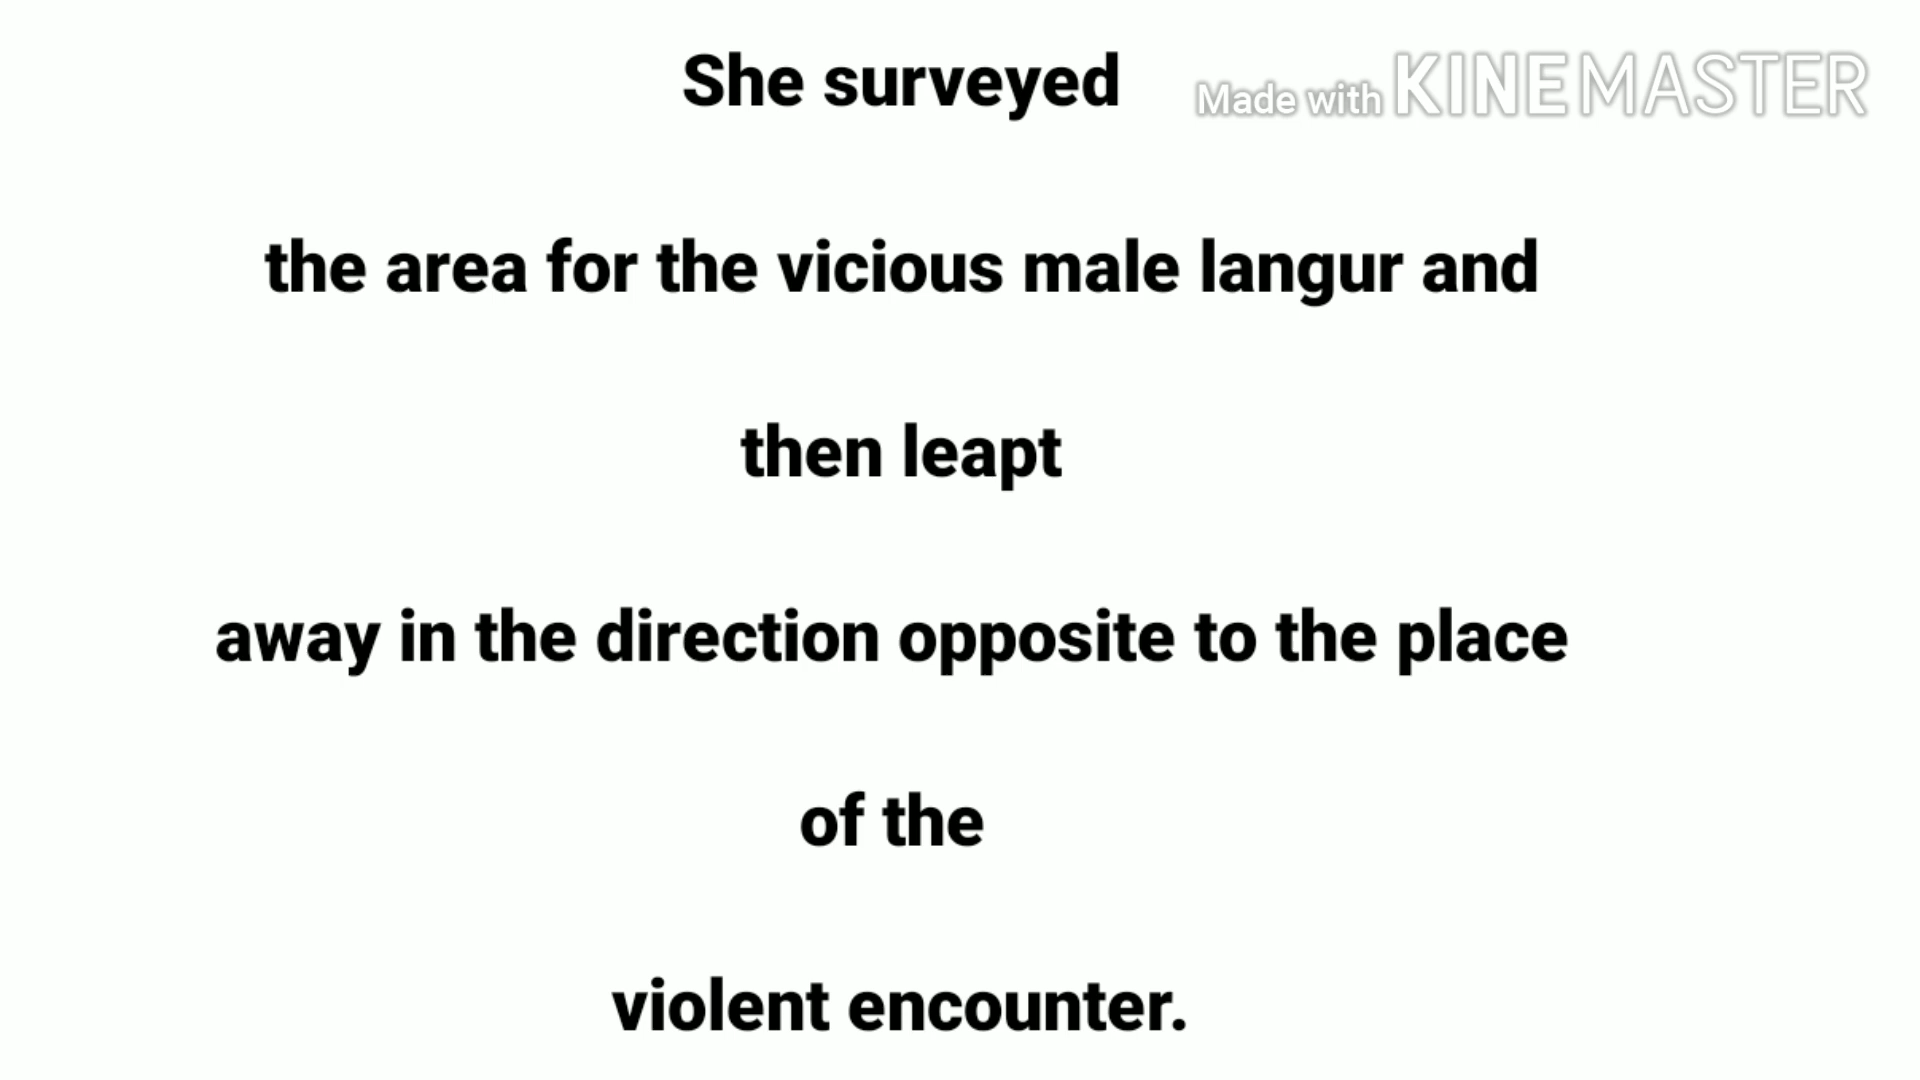 She surveyed
Made with KINEMASTER
the area for the vicious male langur and
then leapt
away in the direction opposite to the place
of the
violent encounter.